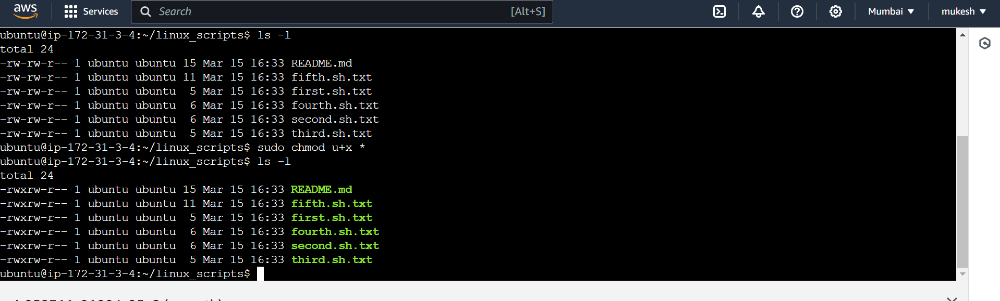 aws Services Search [Alt+S] Mumbai mukesh
ubuntu@ip-172-31-3-4:~/linux_scripts$ ls -l
total 24
-rw-rw-r-- 1 ubuntu ubuntu 15 Mar 15 16:33 README.md
-rw-rw-r-- 1 ubuntu ubuntu 11 Mar 15 16:33 fifth.sh.txt
-rw-rw-r-- 1 ubuntu ubuntu  5 Mar 15 16:33 first.sh.txt
-rw-rw-r-- 1 ubuntu ubuntu  6 Mar 15 16:33 fourth.sh.txt
-rw-rw-r-- 1 ubuntu ubuntu  6 Mar 15 16:33 second.sh.txt
-rw-rw-r-- 1 ubuntu ubuntu  5 Mar 15 16:33 third.sh.txt
ubuntu@ip-172-31-3-4:~/linux_scripts$ sudo chmod u+x *
ubuntu@ip-172-31-3-4:~/linux_scripts$ ls -l
total 24
-rwxrw-r-- 1 ubuntu ubuntu 15 Mar 15 16:33 README.md
-rwxrw-r-- 1 ubuntu ubuntu 11 Mar 15 16:33 fifth.sh.txt
-rwxrw-r-- 1 ubuntu ubuntu  5 Mar 15 16:33 first.sh.txt
-rwxrw-r-- 1 ubuntu ubuntu  6 Mar 15 16:33 fourth.sh.txt
-rwxrw-r-- 1 ubuntu ubuntu  6 Mar 15 16:33 second.sh.txt
-rwxrw-r-- 1 ubuntu ubuntu  5 Mar 15 16:33 third.sh.txt
ubuntu@ip-172-31-3-4:~/linux_scripts$